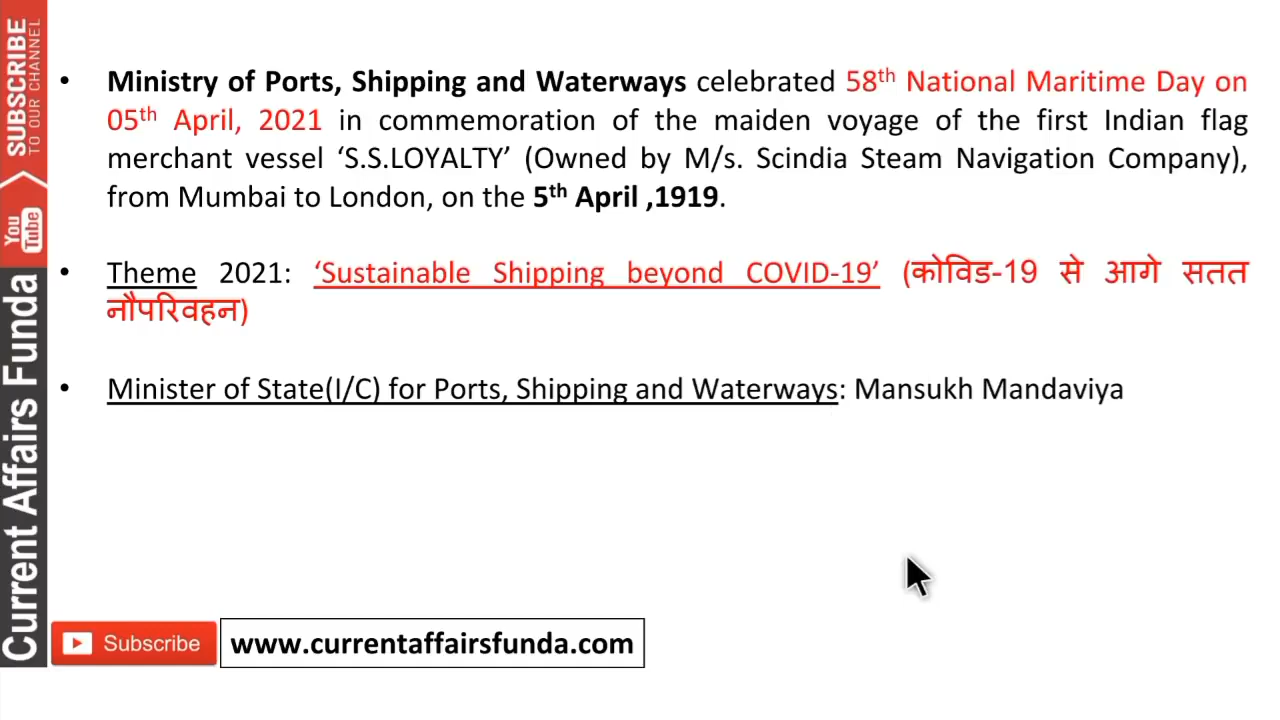 • Ministry of Ports, Shipping and Waterways celebrated 58th National Maritime Day on
05th April, 2021 in commemoration of the maiden voyage of the first Indian flag
merchant vessel ‘S.S.LOYALTY’ (Owned by M/s. Scindia Steam Navigation Company),
from Mumbai to London, on the 5th April ,1919.
• Theme 2021: ‘Sustainable Shipping beyond COVID-19’ (कोविड-19 से आगे सतत
नौपरिवहन)
• Minister of State(I/C) for Ports, Shipping and Waterways: Mansukh Mandaviya
SUBSCRIBE
TO OUR CHANNEL
You
Tube
Current Affairs Funda
Subscribe
www.currentaffairsfunda.com